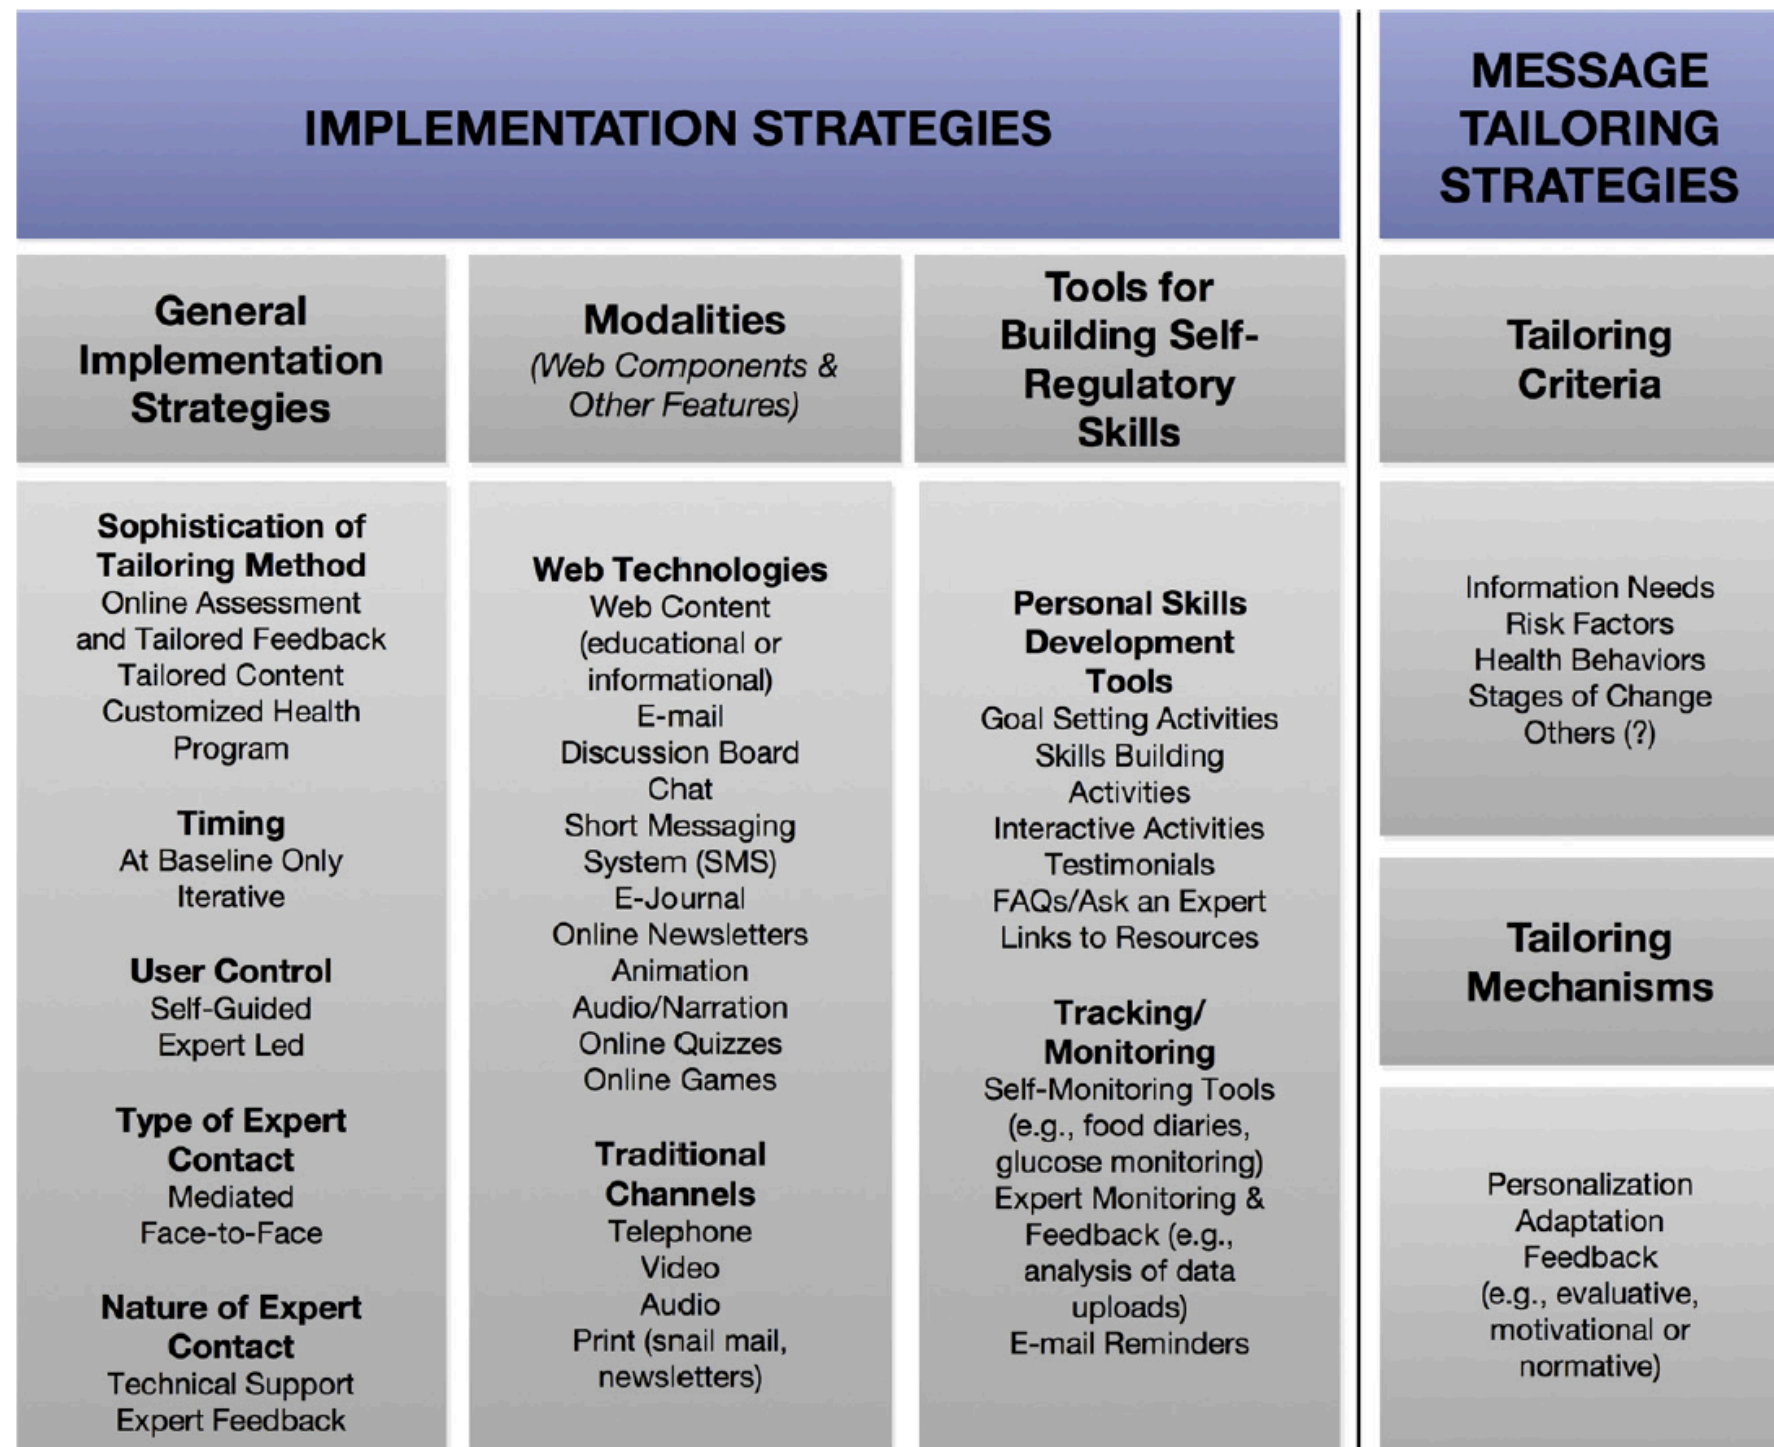 IMPLEMENTATION STRATEGIES
MESSAGE
TAILORING
STRATEGIES
General
Implementation
Strategies
Modalities
(Web Components &
Other Features)
Tools for
Building Self-
Regulatory
Skills
Tailoring
Criteria
Sophistication of
Tailoring Method
Online Assessment
and Tailored Feedback
Tailored Content
Customized Health
Program
Timing
At Baseline Only
Iterative
User Control
Self-Guided
Expert Led
Type of Expert
Contact
Mediated
Face-to-Face
Nature of Expert
Contact
Technical Support
Expert Feedback
Web Technologies
Web Content
(educational or
informational)
E-mail
Discussion Board
Chat
Short Messaging
System (SMS)
E-Journal
Online Newsletters
Animation
Audio/Narration
Online Quizzes
Online Games
Traditional
Channels
Telephone
Video
Audio
Print (snail mail,
newsletters)
Personal Skills
Development
Tools
Goal Setting Activities
Skills Building
Activities
Interactive Activities
Testimonials
FAQs/Ask an Expert
Links to Resources
Tracking/
Monitoring
Self-Monitoring Tools
(e.g., food diaries,
glucose monitoring)
Expert Monitoring &
Feedback (e.g.,
analysis of data
uploads)
E-mail Reminders
Information Needs
Risk Factors
Health Behaviors
Stages of Change
Others (?)
Tailoring
Mechanisms
Personalization
Adaptation
Feedback
(e.g., evaluative,
motivational or
normative)